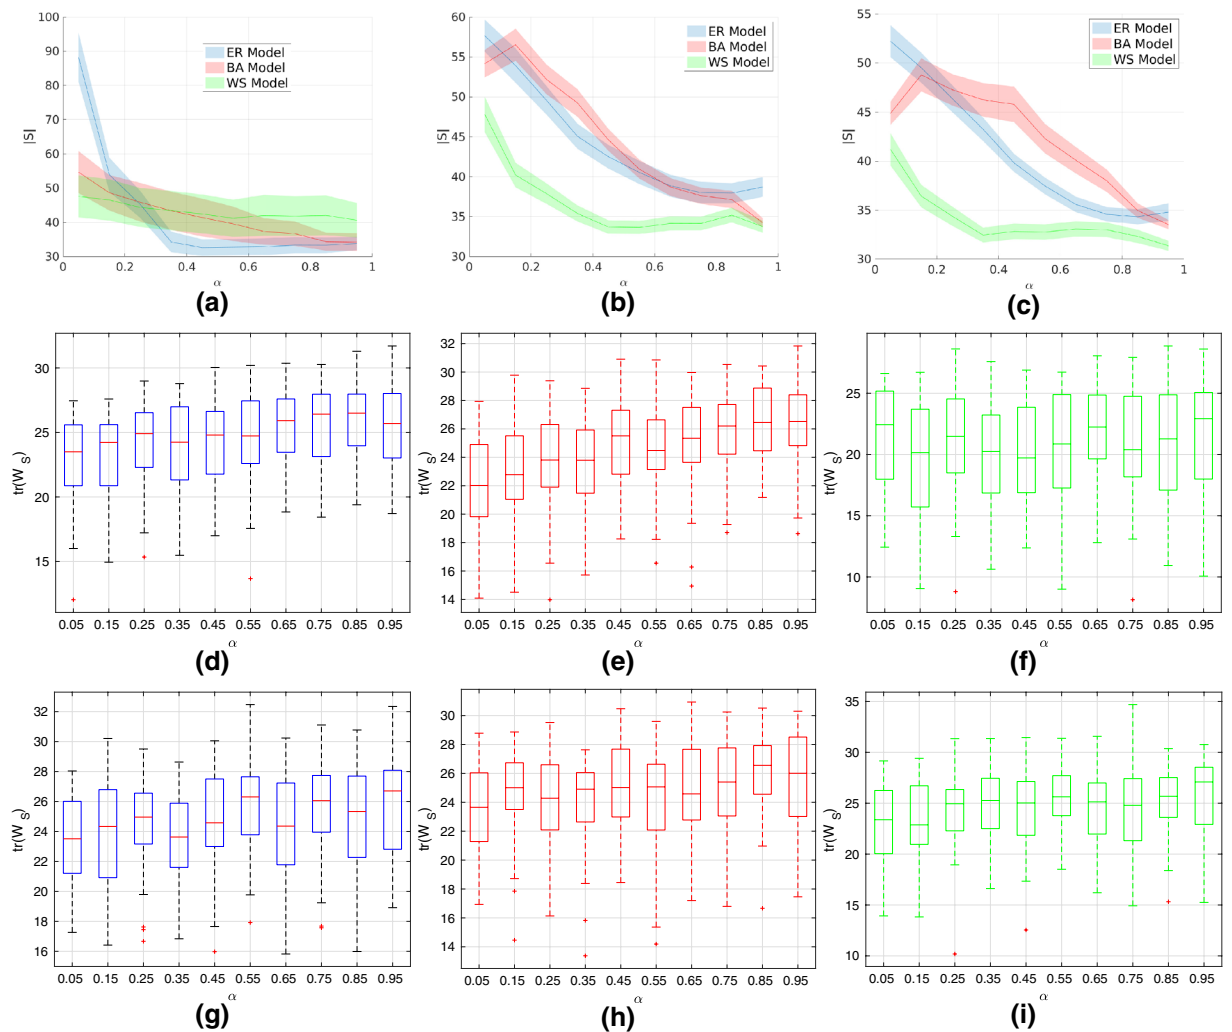 100
90
80
70
60
50
40
30
|S|
ER Model
BA Model
WS Model
0 0.2 0.4 0.6 0.8 1
α
(a)
60
55
50
45
40
35
30
|S|
ER Model
BA Model
WS Model
0 0.2 0.4 0.6 0.8 1
α
(b)
55
50
45
40
35
30
|S|
ER Model
BA Model
WS Model
0 0.2 0.4 0.6 0.8 1
α
(c)
30
25
20
15
tr(W_S)
0.05 0.15 0.25 0.35 0.45 0.55 0.65 0.75 0.85 0.95
α
(d)
32
30
28
26
24
22
20
18
16
14
tr(W_S)
0.05 0.15 0.25 0.35 0.45 0.55 0.65 0.75 0.85 0.95
α
(e)
25
20
15
10
tr(W_S)
0.05 0.15 0.25 0.35 0.45 0.55 0.65 0.75 0.85 0.95
α
(f)
32
30
28
26
24
22
20
18
16
tr(W_S)
0.05 0.15 0.25 0.35 0.45 0.55 0.65 0.75 0.85 0.95
α
(g)
30
28
26
24
22
20
18
16
14
tr(W_S)
0.05 0.15 0.25 0.35 0.45 0.55 0.65 0.75 0.85 0.95
α
(h)
35
30
25
20
15
10
tr(W_S)
0.05 0.15 0.25 0.35 0.45 0.55 0.65 0.75 0.85 0.95
α
(i)